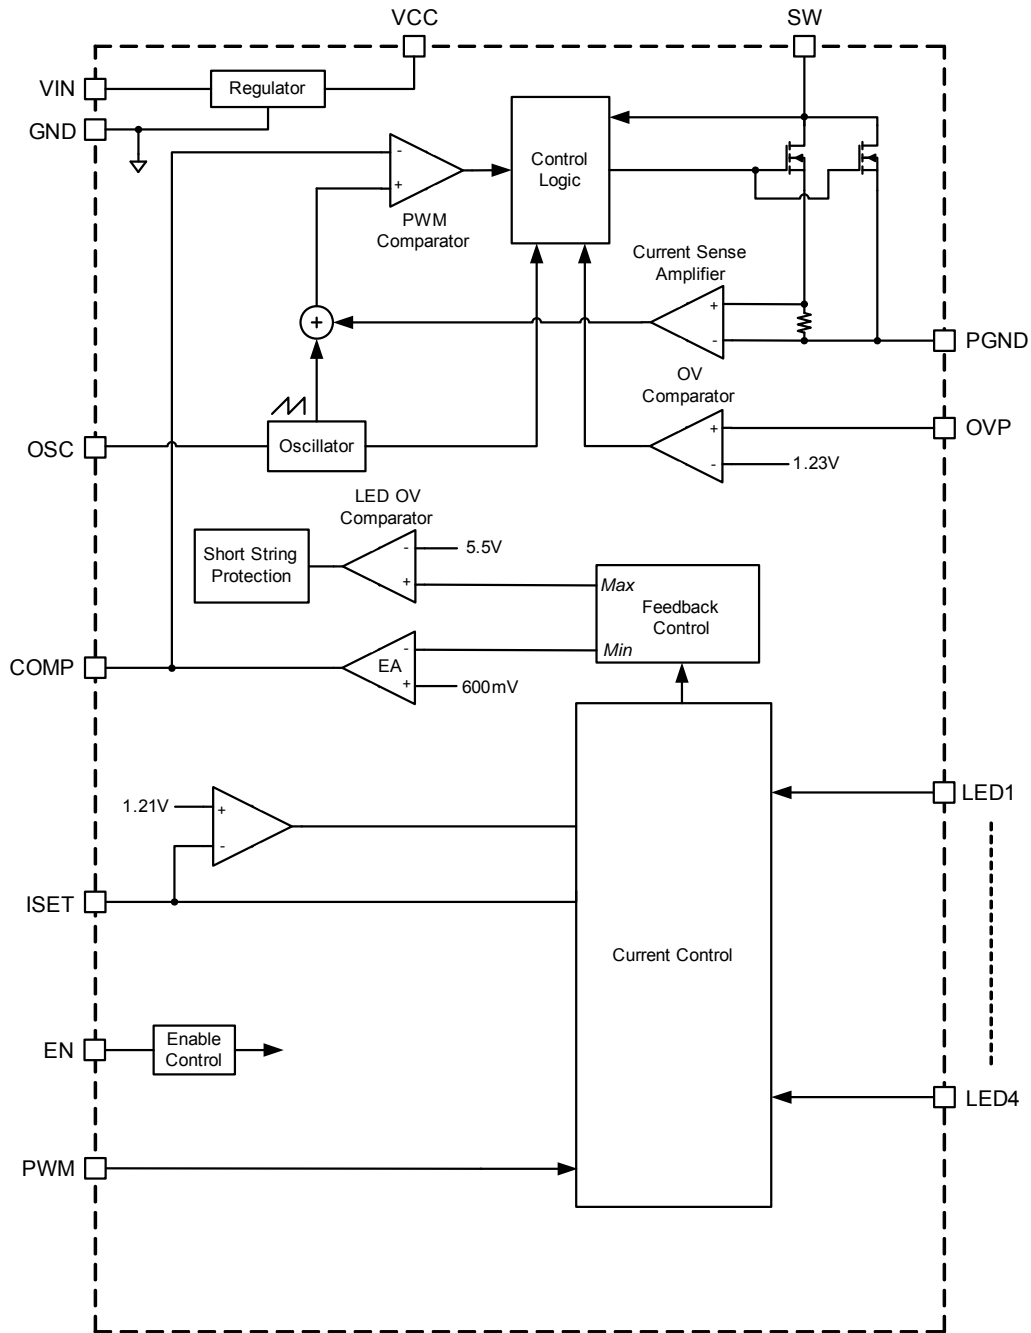 VCC
SW
VIN
Regulator
GND
-
+
PWM
Comparator
Control
Logic
Current Sense
Amplifier
+
-
+
PGND
OV
Comparator
+
-
1.23V
OVP
OSC
Oscillator
LED OV
Comparator
Short String
Protection
-
5.5V
+
Max
Feedback
Control
Min
COMP
EA
-
+
600mV
1.21V
+
-
LED1
ISET
Current Control
EN
Enable
Control
LED4
PWM